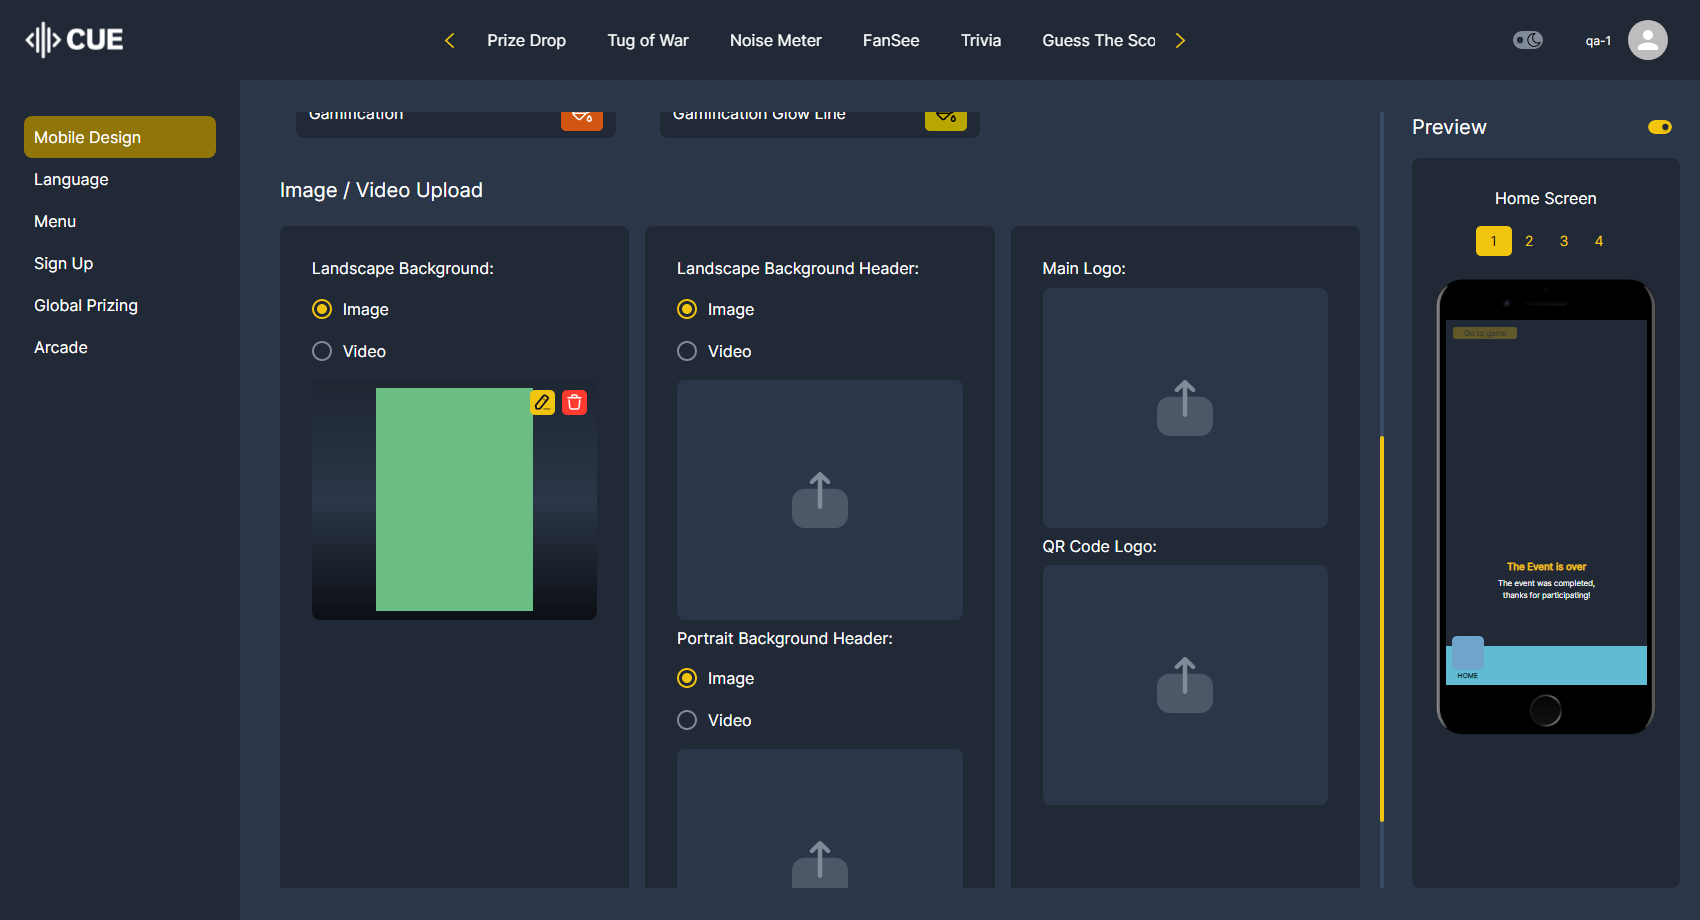 CUE
Prize Drop
Tug of War
Noise Meter
FanSee
Trivia
Guess The Sco
qa-1
Mobile Design
Language
Menu
Sign Up
Global Prizing
Arcade
Gamification
Gamification Glow Line
Image / Video Upload
Landscape Background:
Image
Video
Landscape Background Header:
Image
Video
Portrait Background Header:
Image
Video
Main Logo:
QR Code Logo:
Preview
Home Screen
1 2 3 4
Go to game
The Event is over
The event was completed,
thanks for participating!
HOME